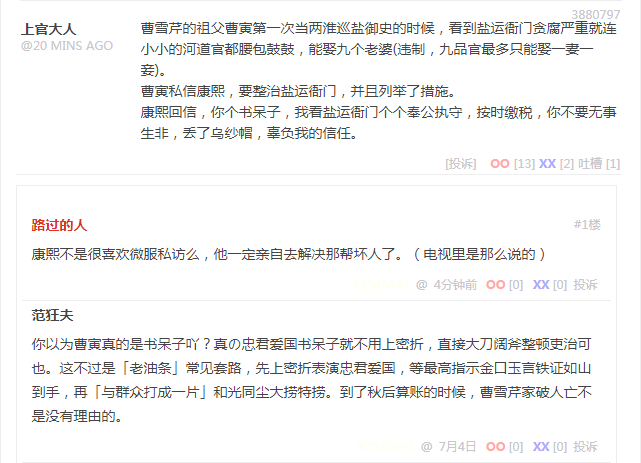 3880797
上官大人
@20 MINS AGO
曹雪芹的祖父曹寅第一次当两淮巡盐御史的时候，看到盐运衙门贪腐严重就连
小小的河道官都腰包鼓鼓，能娶九个老婆(违制，九品官最多只能娶一妻一
妾)。
曹寅私信康熙，要整治盐运衙门，并且列举了措施。
康熙回信，你个书呆子，我看盐运衙门个个奉公执守，按时缴税，你不要无事
生非，丢了乌纱帽，辜负我的信任。
[投诉] OO [13] XX [2] 吐槽 [1]
路过的人 #1楼
康熙不是很喜欢微服私访么，他一定亲自去解决那帮坏人了。（电视里是那么说的）
@ 4分钟前 OO [0] XX [0] 投诉
范狂夫
你以为曹寅真的是书呆子吖？真の忠君爱国书呆子就不用上密折，直接大刀阔斧整顿吏治可
也。这不过是「老油条」常见套路，先上密折表演忠君爱国，等最高指示金口玉言铁证如山
到手，再「与群众打成一片」和光同尘大捞特捞。到了秋后算账的时候，曹雪芹家破人亡不
是没有理由的。
@ 7月4日 OO [0] XX [0] 投诉